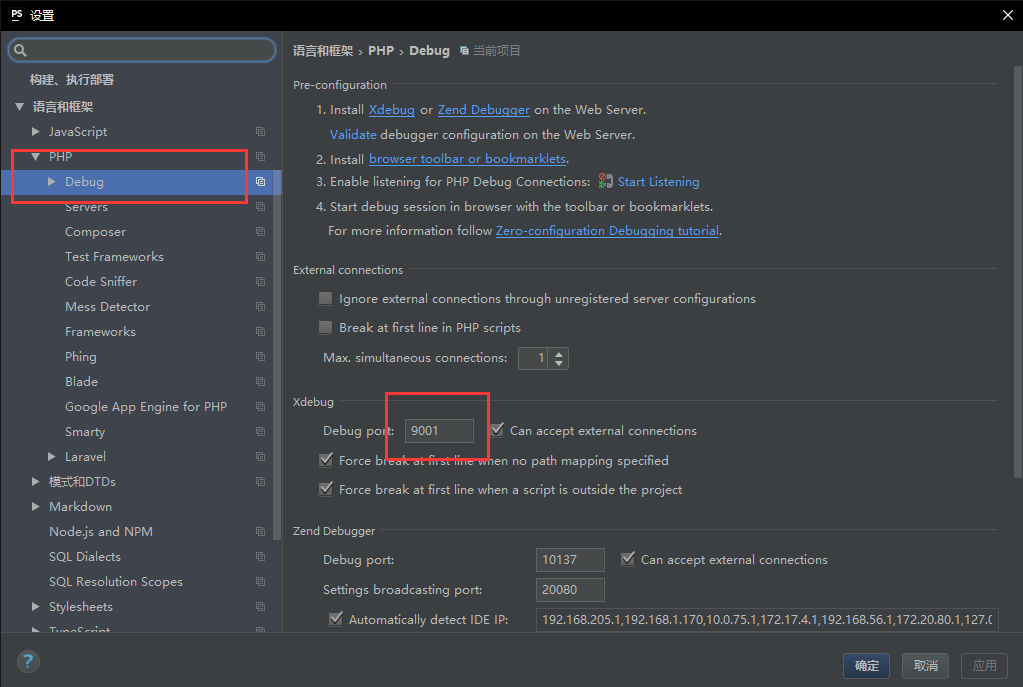 PS 设置
构建、执行部署
语言和框架
JavaScript
PHP
Debug
Servers
Composer
Test Frameworks
Code Sniffer
Mess Detector
Frameworks
Phing
Blade
Google App Engine for PHP
Smarty
Laravel
模式和DTDs
Markdown
Node.js and NPM
SQL Dialects
SQL Resolution Scopes
Stylesheets
TypeScript
语言和框架 › PHP › Debug 当前项目
Pre-configuration
1. Install Xdebug or Zend Debugger on the Web Server.
Validate debugger configuration on the Web Server.
2. Install browser toolbar or bookmarklets.
3. Enable listening for PHP Debug Connections: Start Listening
4. Start debug session in browser with the toolbar or bookmarklets.
For more information follow Zero-configuration Debugging tutorial.
External connections
Ignore external connections through unregistered server configurations
Break at first line in PHP scripts
Max. simultaneous connections: 1
Xdebug
Debug port: 9001 Can accept external connections
Force break at first line when no path mapping specified
Force break at first line when a script is outside the project
Zend Debugger
Debug port: 10137 Can accept external connections
Settings broadcasting port: 20080
Automatically detect IDE IP: 192.168.205.1,192.168.1.170,10.0.75.1,172.17.4.1,192.168.56.1,172.20.80.1,127.0
? 确定 取消 应用